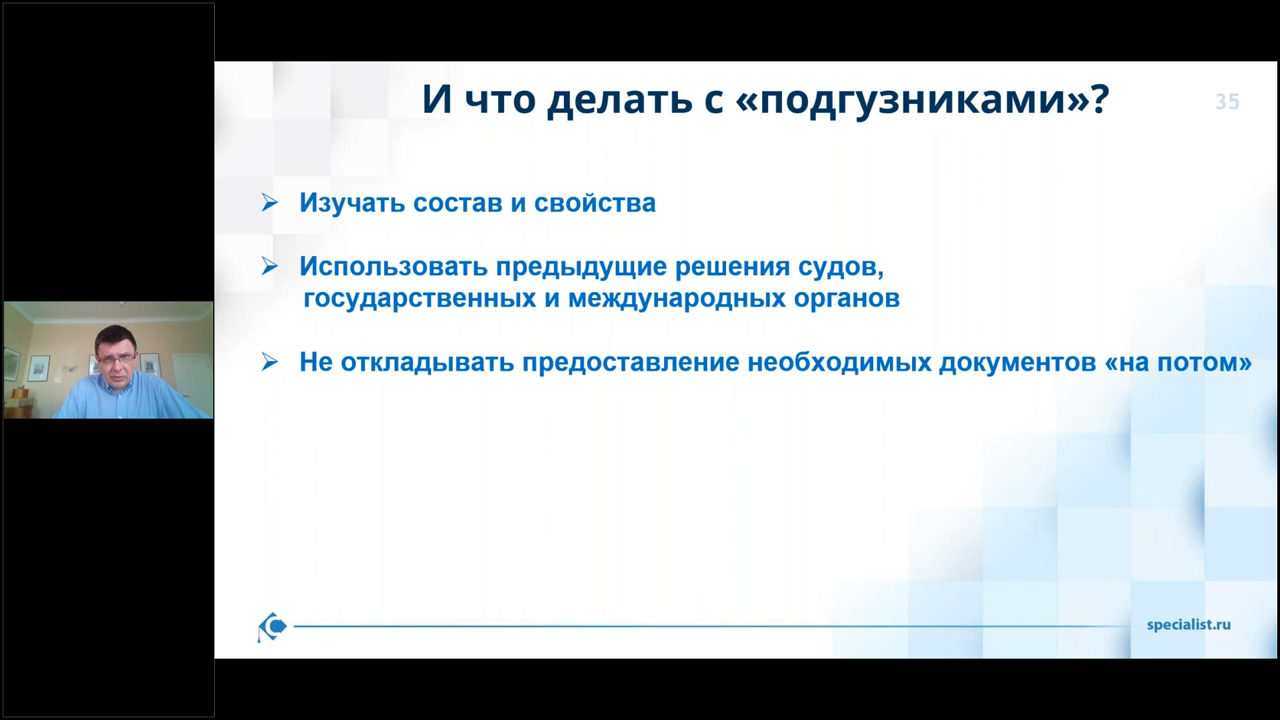 И что делать с «подгузниками»?
35
Изучать состав и свойства
Использовать предыдущие решения судов,
государственных и международных органов
Не откладывать предоставление необходимых документов «на потом»
specialist.ru